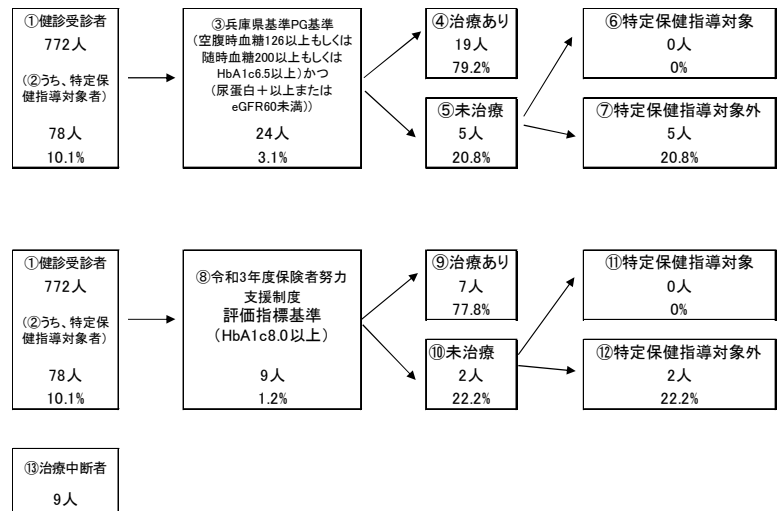 ①健診受診者
772人
(②うち、特定保
健指導対象者)
78人
10.1%
③兵庫県基準PG基準
(空腹時血糖126以上もしくは
随時血糖200以上もしくは
HbA1c6.5以上)かつ
(尿蛋白+以上または
eGFR60未満))
24人
3.1%
④治療あり
19人
79.2%
⑤未治療
5人
20.8%
⑥特定保健指導対象
0人
0%
⑦特定保健指導対象外
5人
20.8%
①健診受診者
772人
(②うち、特定保
健指導対象者)
78人
10.1%
⑧令和3年度保険者努力
支援制度
評価指標基準
(HbA1c8.0以上)
9人
1.2%
⑨治療あり
7人
77.8%
⑩未治療
2人
22.2%
⑪特定保健指導対象
0人
0%
⑫特定保健指導対象外
2人
22.2%
⑬治療中断者
9人